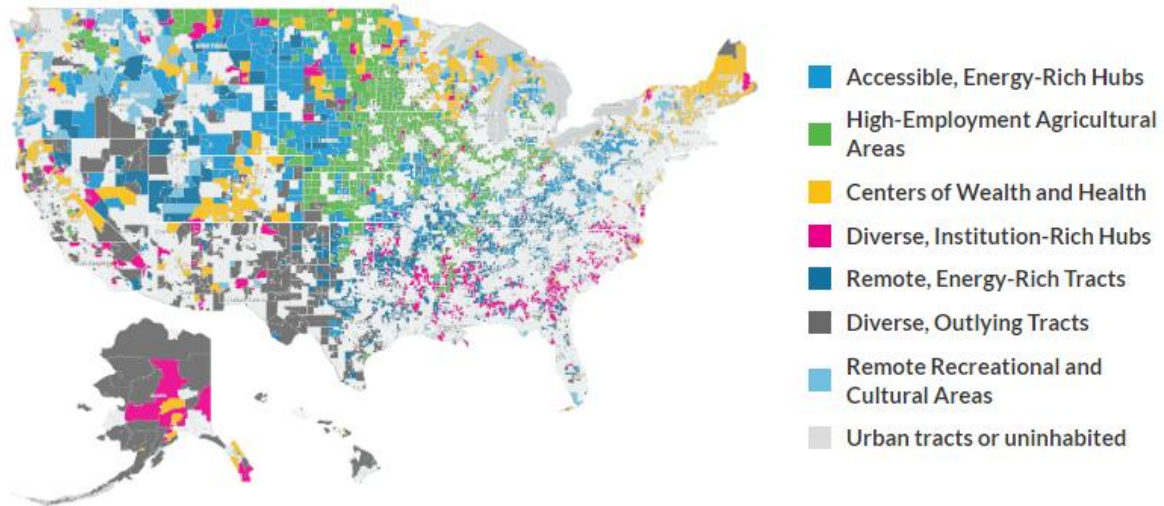 Accessible, Energy-Rich Hubs
High-Employment Agricultural
Areas
Centers of Wealth and Health
Diverse, Institution-Rich Hubs
Remote, Energy-Rich Tracts
Diverse, Outlying Tracts
Remote Recreational and
Cultural Areas
Urban tracts or uninhabited